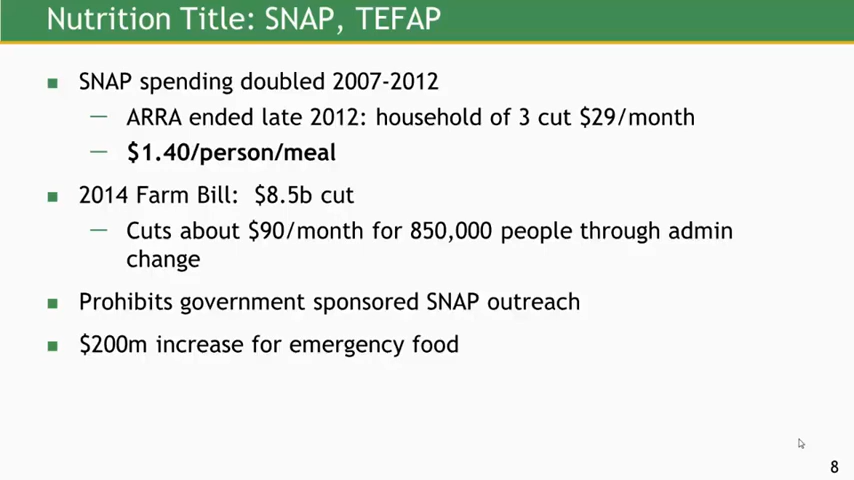 Nutrition Title: SNAP, TEFAP
■ SNAP spending doubled 2007-2012
— ARRA ended late 2012: household of 3 cut $29/month
— $1.40/person/meal
■ 2014 Farm Bill: $8.5b cut
— Cuts about $90/month for 850,000 people through admin
change
■ Prohibits government sponsored SNAP outreach
■ $200m increase for emergency food
8